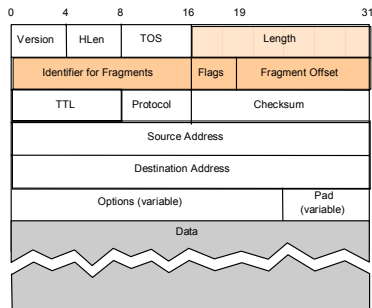 0 4 8 16 19 31
Version HLen TOS Length
Identifier for Fragments Flags Fragment Offset
TTL Protocol Checksum
Source Address
Destination Address
Options (variable) Pad
(variable)
Data